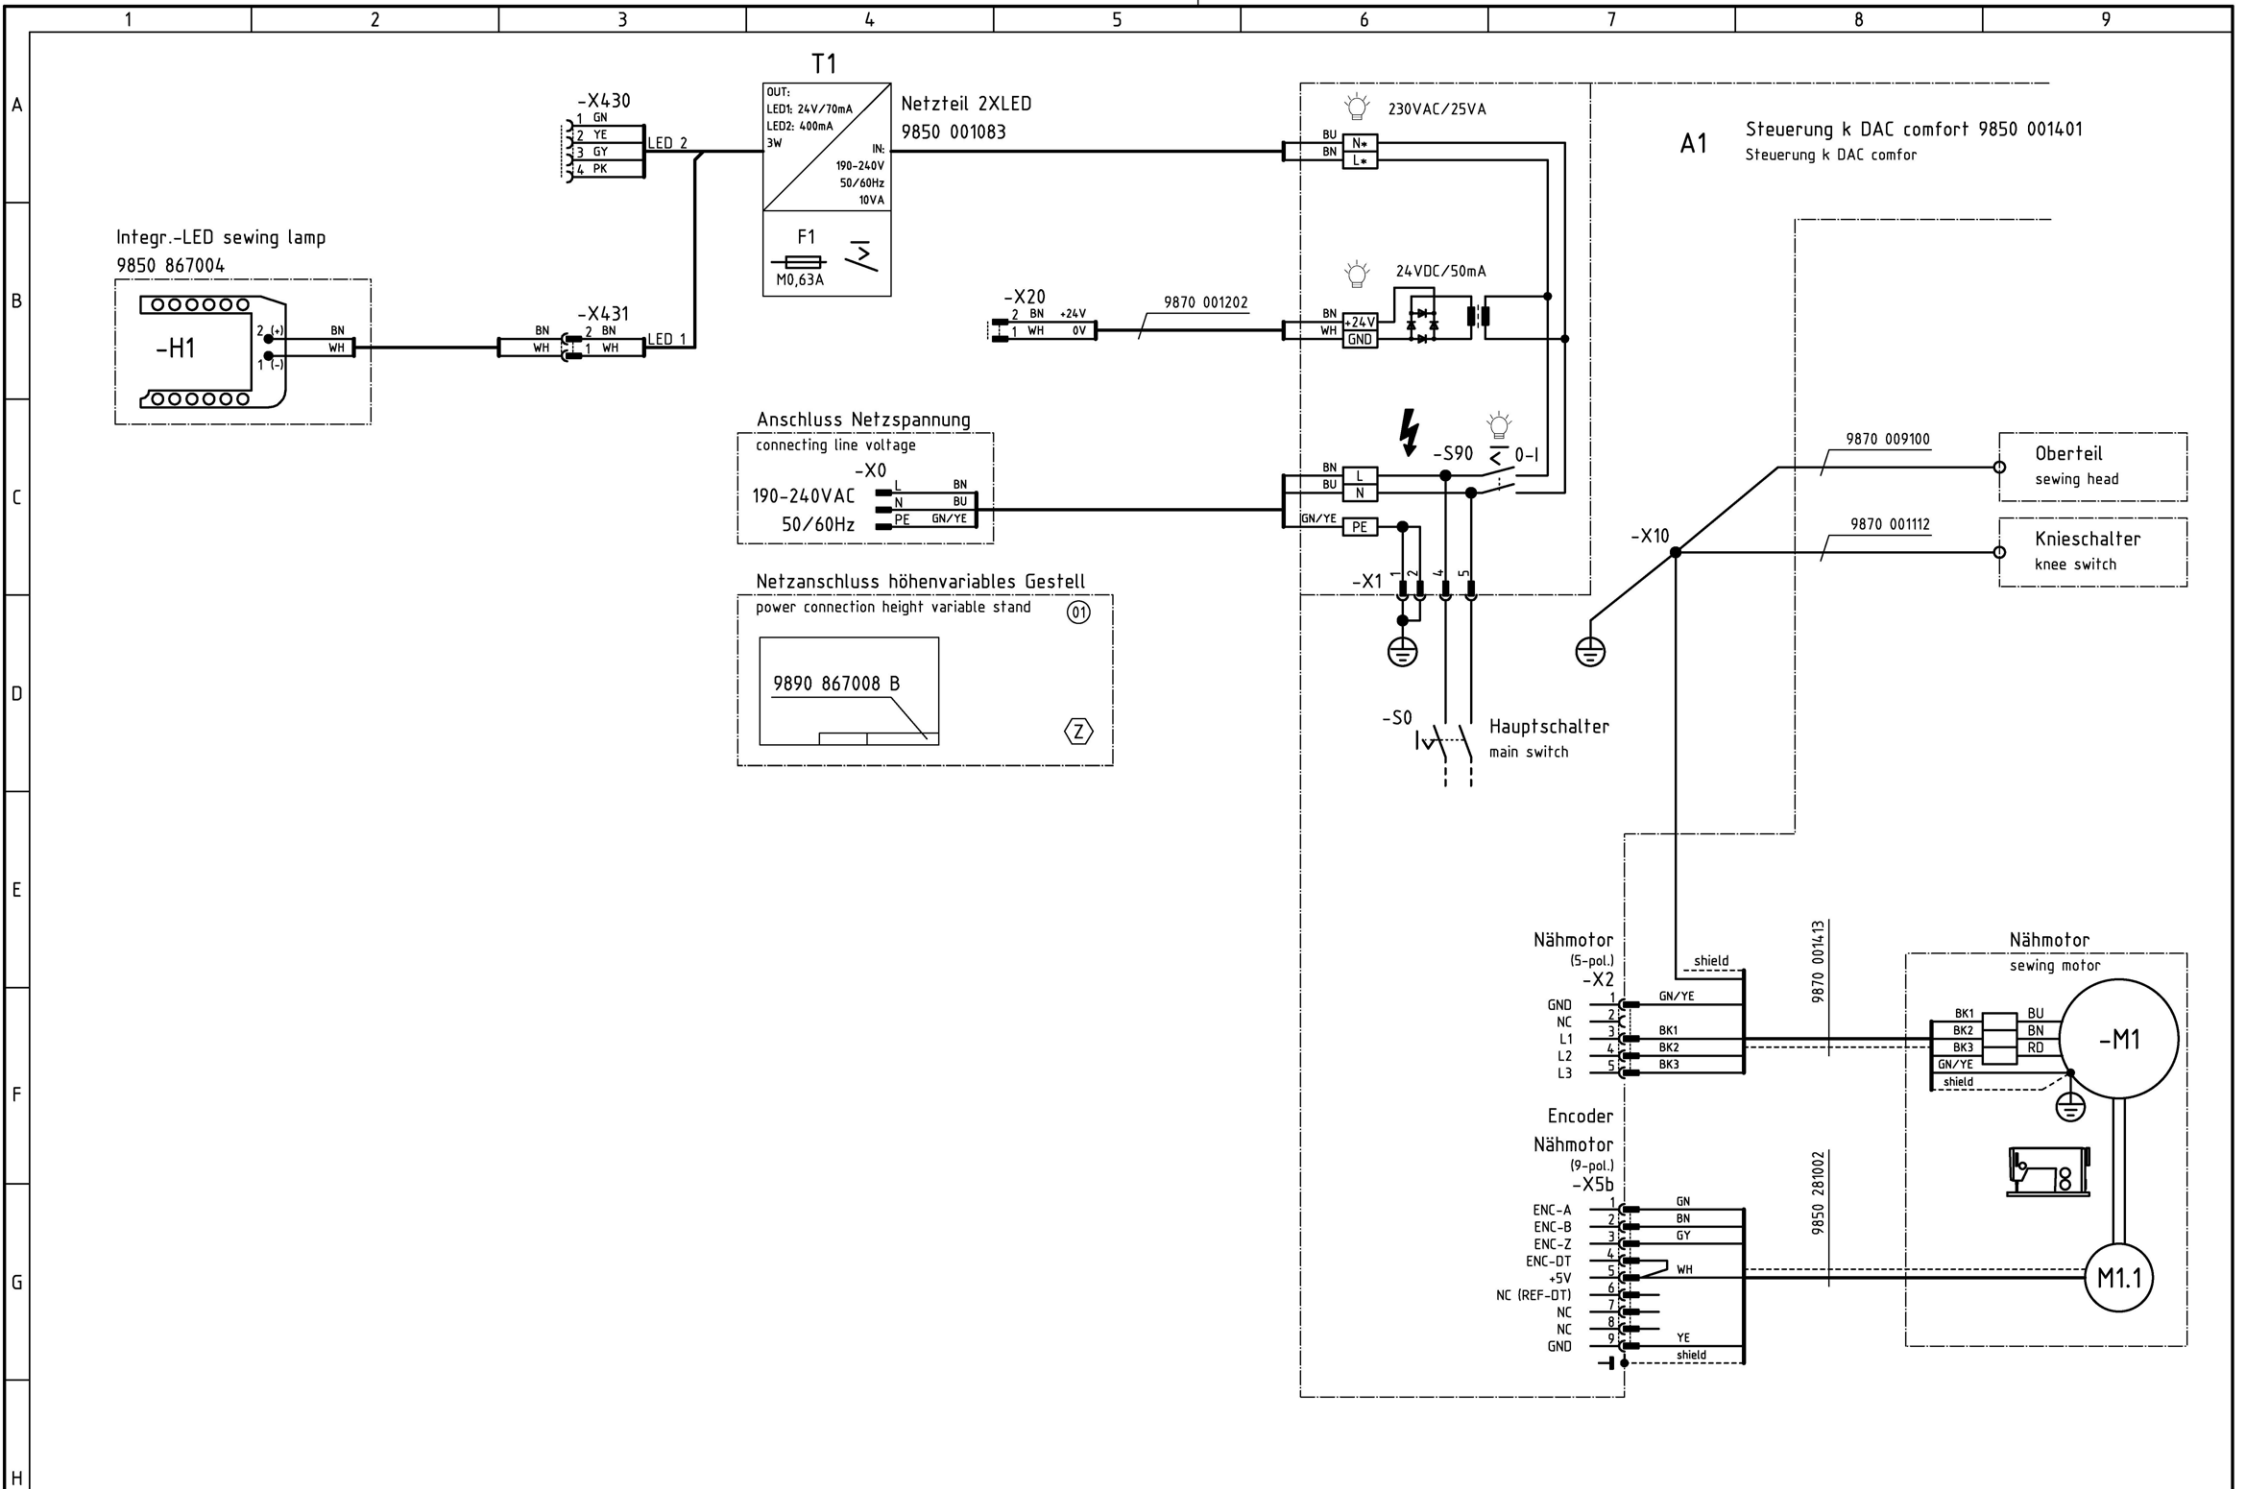 1 2 3 4 5 6 7 8 9
A
B
C
D
E
F
G
H
T1
OUT:
LED1: 24V/70mA
LED2: 400mA
3W
IN:
190-240V
50/60Hz
10VA
F1
M0,63A
Netzteil 2XLED
9850 001083
-X430
1 GN
2 YE
3 GY
4 PK
LED 2
Integr.-LED sewing lamp
9850 867004
-H1
2 (+)
1 (-)
BN
WH
-X431
BN 2 BN
WH 1 WH
LED 1
-X20
2 BN +24V
1 WH 0V
9870 001202
230VAC/25VA
BU N*
BN L*
24VDC/50mA
BN +24V
WH GND
A1
Steuerung k DAC comfort 9850 001401
Steuerung k DAC comfor
Anschluss Netzspannung
connecting line voltage
-X0
190-240VAC
50/60Hz
L BN
N BU
PE GN/YE
-S90
0-I
BN L
BU N
GN/YE PE
-X1
1 2 4 5
Netzanschluss höhenvariables Gestell
power connection height variable stand
01
9890 867008 B
Z
-S0
Hauptschalter
main switch
-X10
9870 009100
Oberteil
sewing head
9870 001112
Knieschalter
knee switch
Nähmotor
(5-pol.)
-X2
shield
GND 1 GN/YE
NC 2
L1 3 BK1
L2 4 BK2
L3 5 BK3
9870 001413
Nähmotor
sewing motor
BK1 BU
BK2 BN
BK3 RD
GN/YE
shield
-M1
Encoder
Nähmotor
(9-pol.)
-X5b
ENC-A 1 GN
ENC-B 2 BN
ENC-Z 3 GY
ENC-DT 4
+5V 5 WH
NC (REF-DT) 6
NC 7
NC 8
GND 9 YE
shield
9850 281002
M1.1